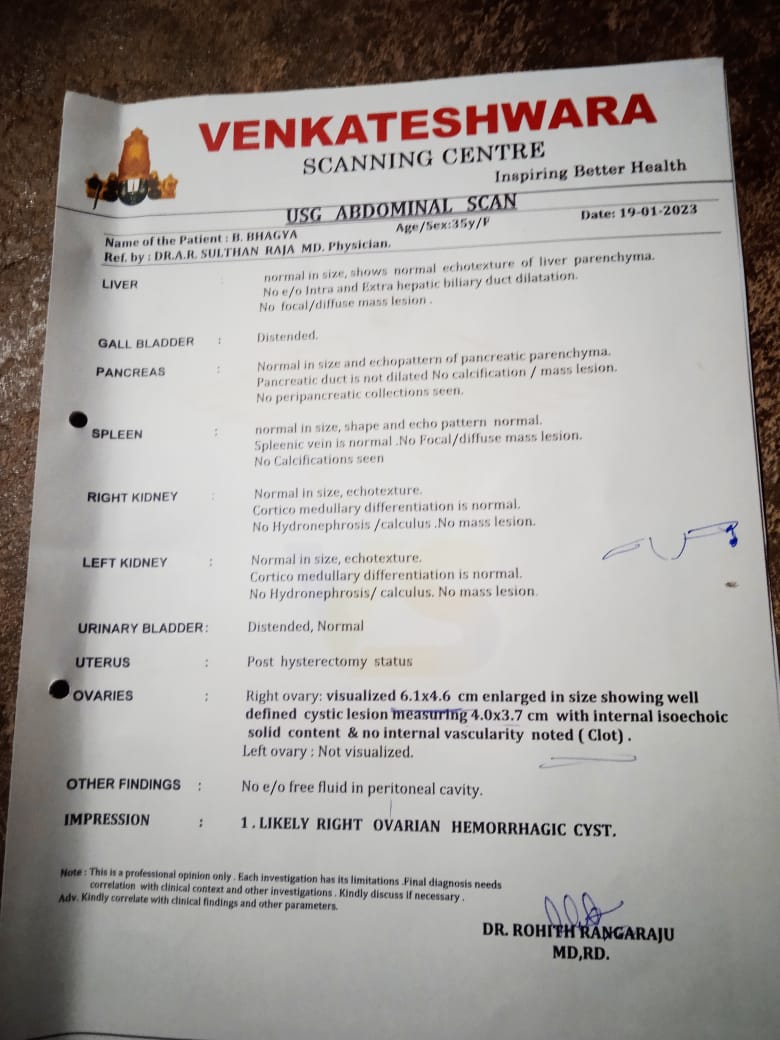 VENKATESHWARA
SCANNING CENTRE
Inspiring Better Health
USG ABDOMINAL SCAN
Name of the Patient : B. BHAGYA Age/Sex:35y/F Date: 19-01-2023
Ref. by : DR.A.R. SULTHAN RAJA MD. Physician.
LIVER : normal in size, shows normal echotexture of liver parenchyma.
No e/o Intra and Extra hepatic biliary duct dilatation.
No focal/diffuse mass lesion .
GALL BLADDER : Distended.
PANCREAS : Normal in size and echopattern of pancreatic parenchyma.
Pancreatic duct is not dilated No calcification / mass lesion.
No peripancreatic collections seen.
SPLEEN : normal in size, shape and echo pattern normal.
Spleenic vein is normal .No Focal/diffuse mass lesion.
No Calcifications seen
RIGHT KIDNEY : Normal in size, echotexture.
Cortico medullary differentiation is normal.
No Hydronephrosis /calculus .No mass lesion.
LEFT KIDNEY : Normal in size, echotexture.
Cortico medullary differentiation is normal.
No Hydronephrosis/ calculus. No mass lesion.
URINARY BLADDER: Distended, Normal
UTERUS : Post hysterectomy status
OVARIES : Right ovary: visualized 6.1x4.6 cm enlarged in size showing well
defined cystic lesion measuring 4.0x3.7 cm with internal isoechoic
solid content & no internal vascularity noted ( Clot) .
Left ovary : Not visualized.
OTHER FINDINGS : No e/o free fluid in peritoneal cavity.
IMPRESSION : 1 . LIKELY RIGHT OVARIAN HEMORRHAGIC CYST.
Note : This is a professional opinion only . Each investigation has its limitations .Final diagnosis needs
correlation with clinical context and other investigations . Kindly discuss if necessary .
Adv. Kindly correlate with clinical findings and other parameters.
DR. ROHITH RANGARAJU
MD,RD.